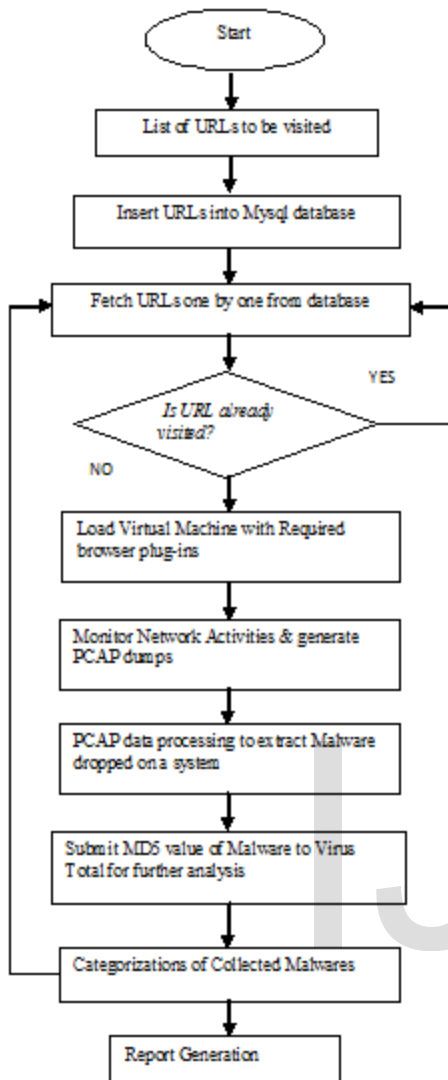 Start
List of URLs to be visited
Insert URLs into Mysql database
Fetch URLs one by one from database
YES
Is URL already
visited?
NO
Load Virtual Machine with Required
browser plug-ins
Monitor Network Activities & generate
PCAP dumps
PCAP data processing to extract Malware
dropped on a system
Submit MD5 value of Malware to Virus
Total for further analysis
Categorizations of Collected Malwares
Report Generation